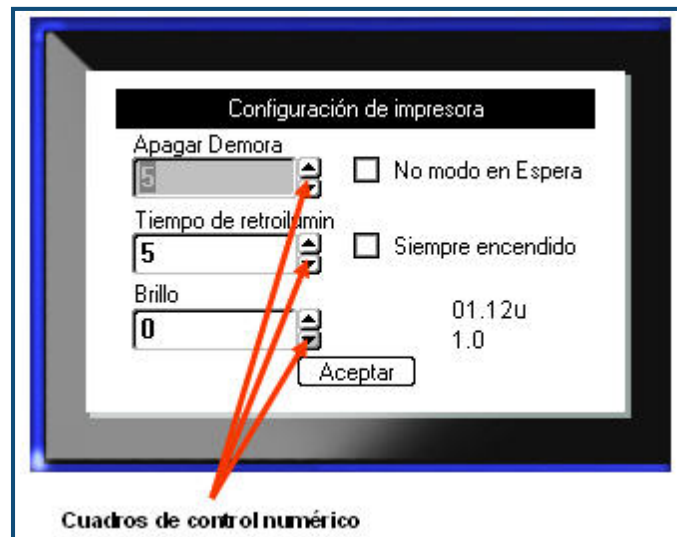 Configuración de impresora
Apagar Demora
5
No modo en Espera
Tiempo de retroilumin
5
Siempre encendido
Brillo
0
01.12u
1.0
Aceptar
Cuadros de control numérico